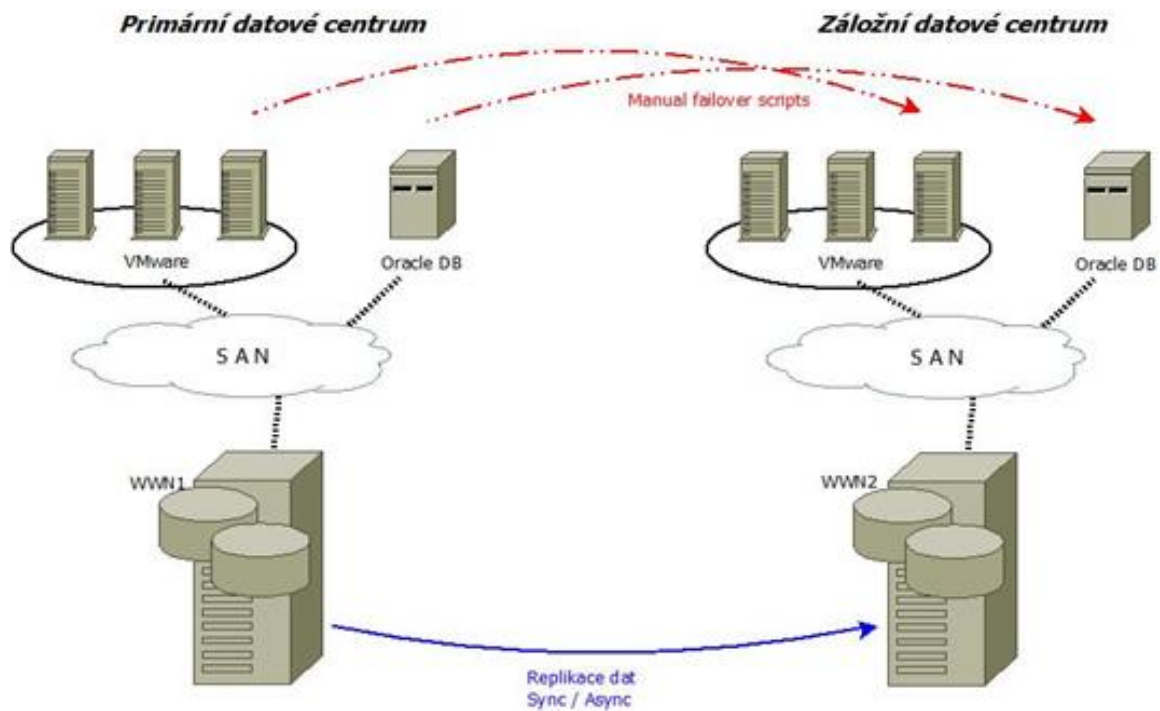 Primární datové centrum
Záložní datové centrum
Manual failover scripts
VMware
Oracle DB
VMware
Oracle DB
S A N
S A N
WWN1
WWN2
Replikace dat
Sync / Async